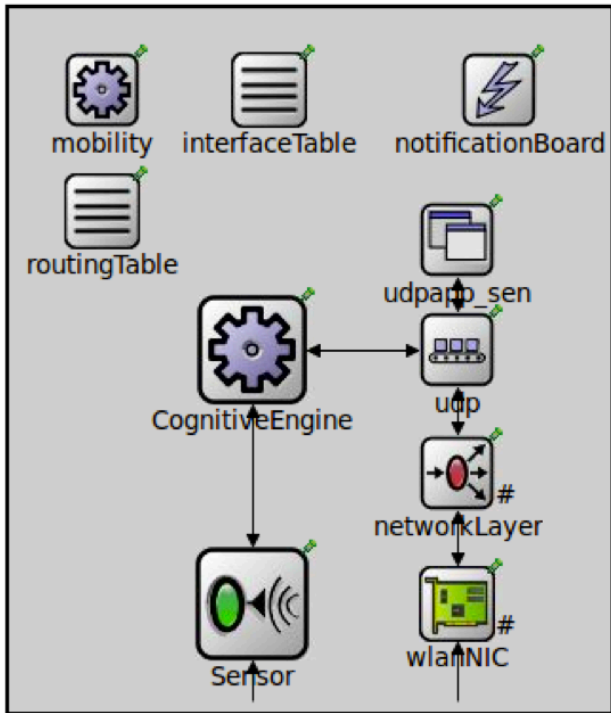 mobility
interfaceTable
notificationBoard
routingTable
udpapp_sen
CognitiveEngine
udp
#
networkLayer
Sensor
#
wlanNIC